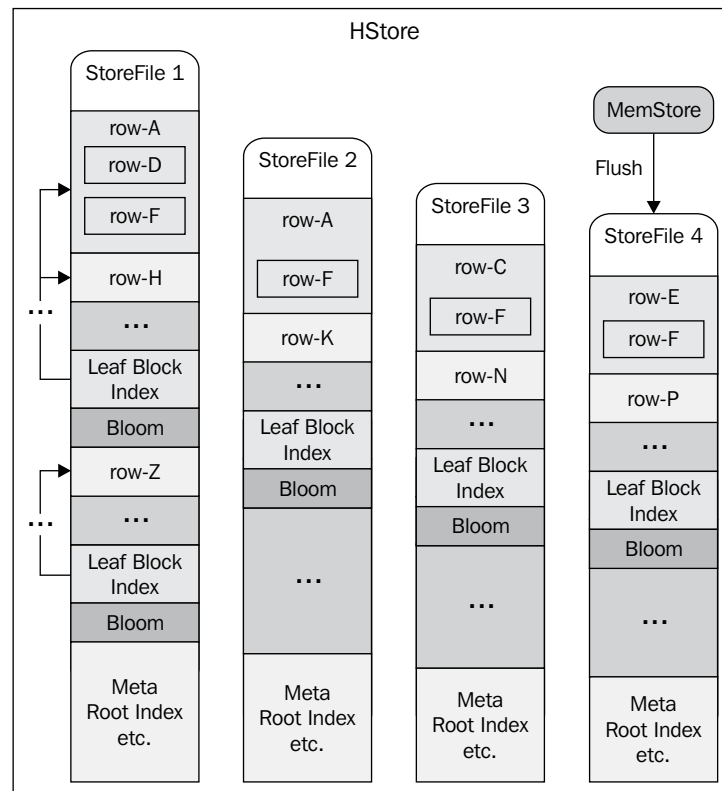 HStore
StoreFile 1
row-A
row-D
row-F
row-H
...
Leaf Block
Index
Bloom
row-Z
...
Leaf Block
Index
Bloom
Meta
Root Index
etc.
...
...
StoreFile 2
row-A
row-F
row-K
...
Leaf Block
Index
Bloom
...
Meta
Root Index
etc.
StoreFile 3
row-C
row-F
row-N
...
Leaf Block
Index
Bloom
...
Meta
Root Index
etc.
MemStore
Flush
StoreFile 4
row-E
row-F
row-P
...
Leaf Block
Index
Bloom
...
Meta
Root Index
etc.